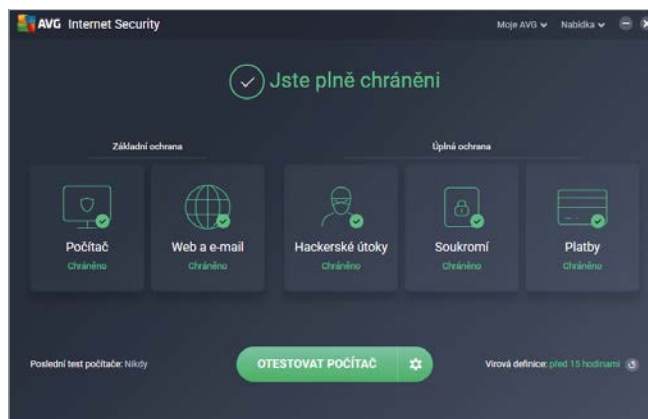 AVG Internet Security
Moje AVG
Nabídka
Jste plně chráněni
Základní ochrana
Úplná ochrana
Počítač
Chráněno
Web a e-mail
Chráněno
Hackerské útoky
Chráněno
Soukromí
Chráněno
Platby
Chráněno
Poslední test počítače: Nikdy
OTESTOVAT POČÍTAČ
Virová definice: před 15 hodinami